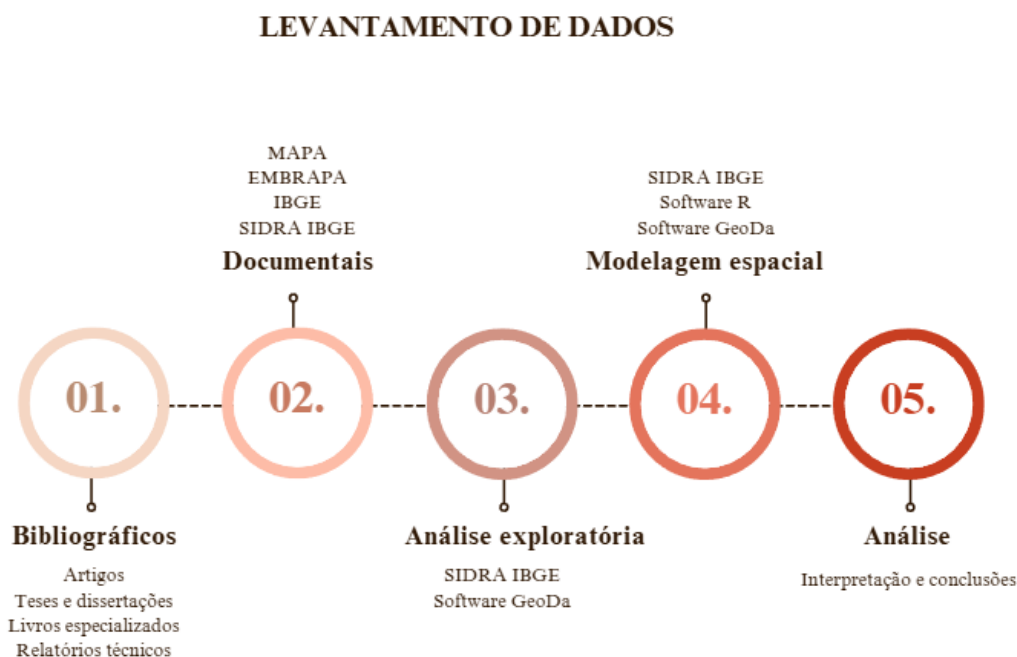 LEVANTAMENTO DE DADOS
MAPA
EMBRAPA
IBGE
SIDRA IBGE
Documentais
SIDRA IBGE
Software R
Software GeoDa
Modelagem espacial
01.
02.
03.
04.
05.
Bibliográficos
Artigos
Teses e dissertações
Livros especializados
Relatórios técnicos
Análise exploratória
SIDRA IBGE
Software GeoDa
Análise
Interpretação e conclusões